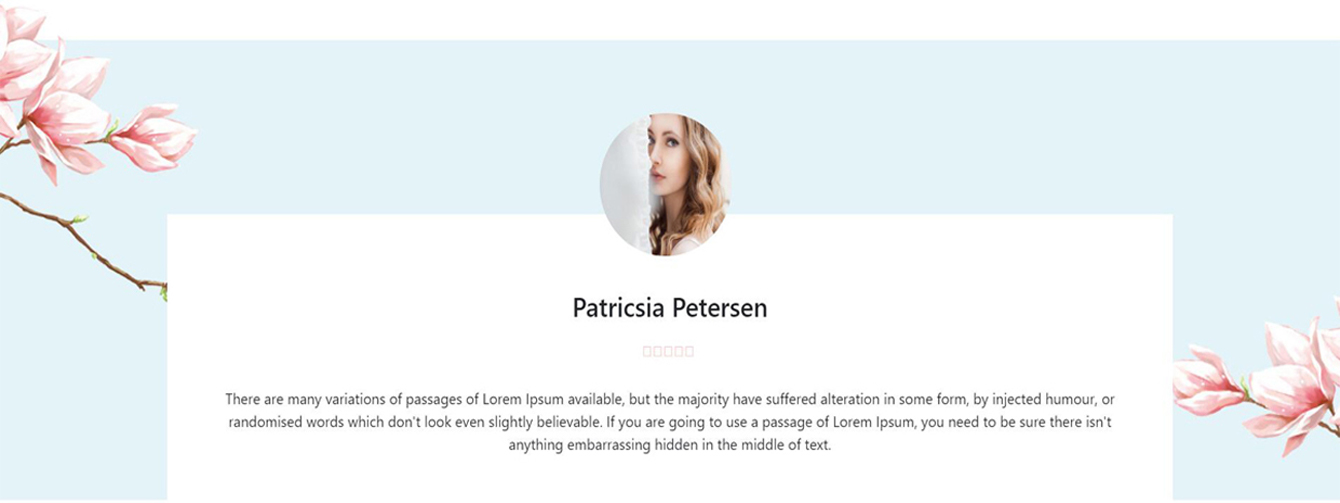 Patricsia Petersen
There are many variations of passages of Lorem Ipsum available, but the majority have suffered alteration in some form, by injected humour, or
randomised words which don't look even slightly believable. If you are going to use a passage of Lorem Ipsum, you need to be sure there isn't
anything embarrassing hidden in the middle of text.